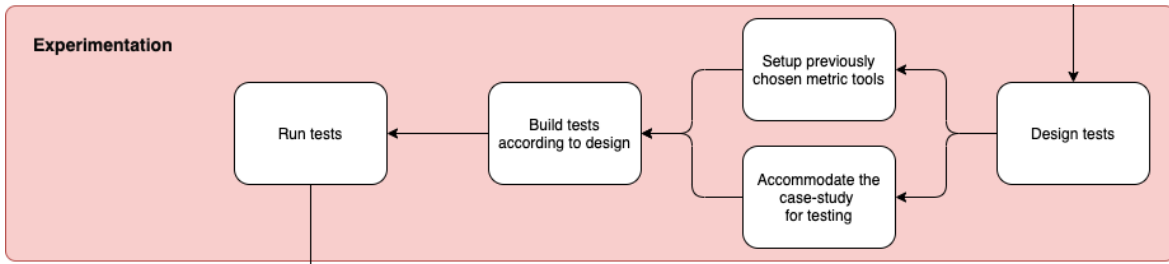 Experimentation
Setup previously
chosen metric tools
Run tests
Build tests
according to design
Design tests
Accommodate the
case-study
for testing